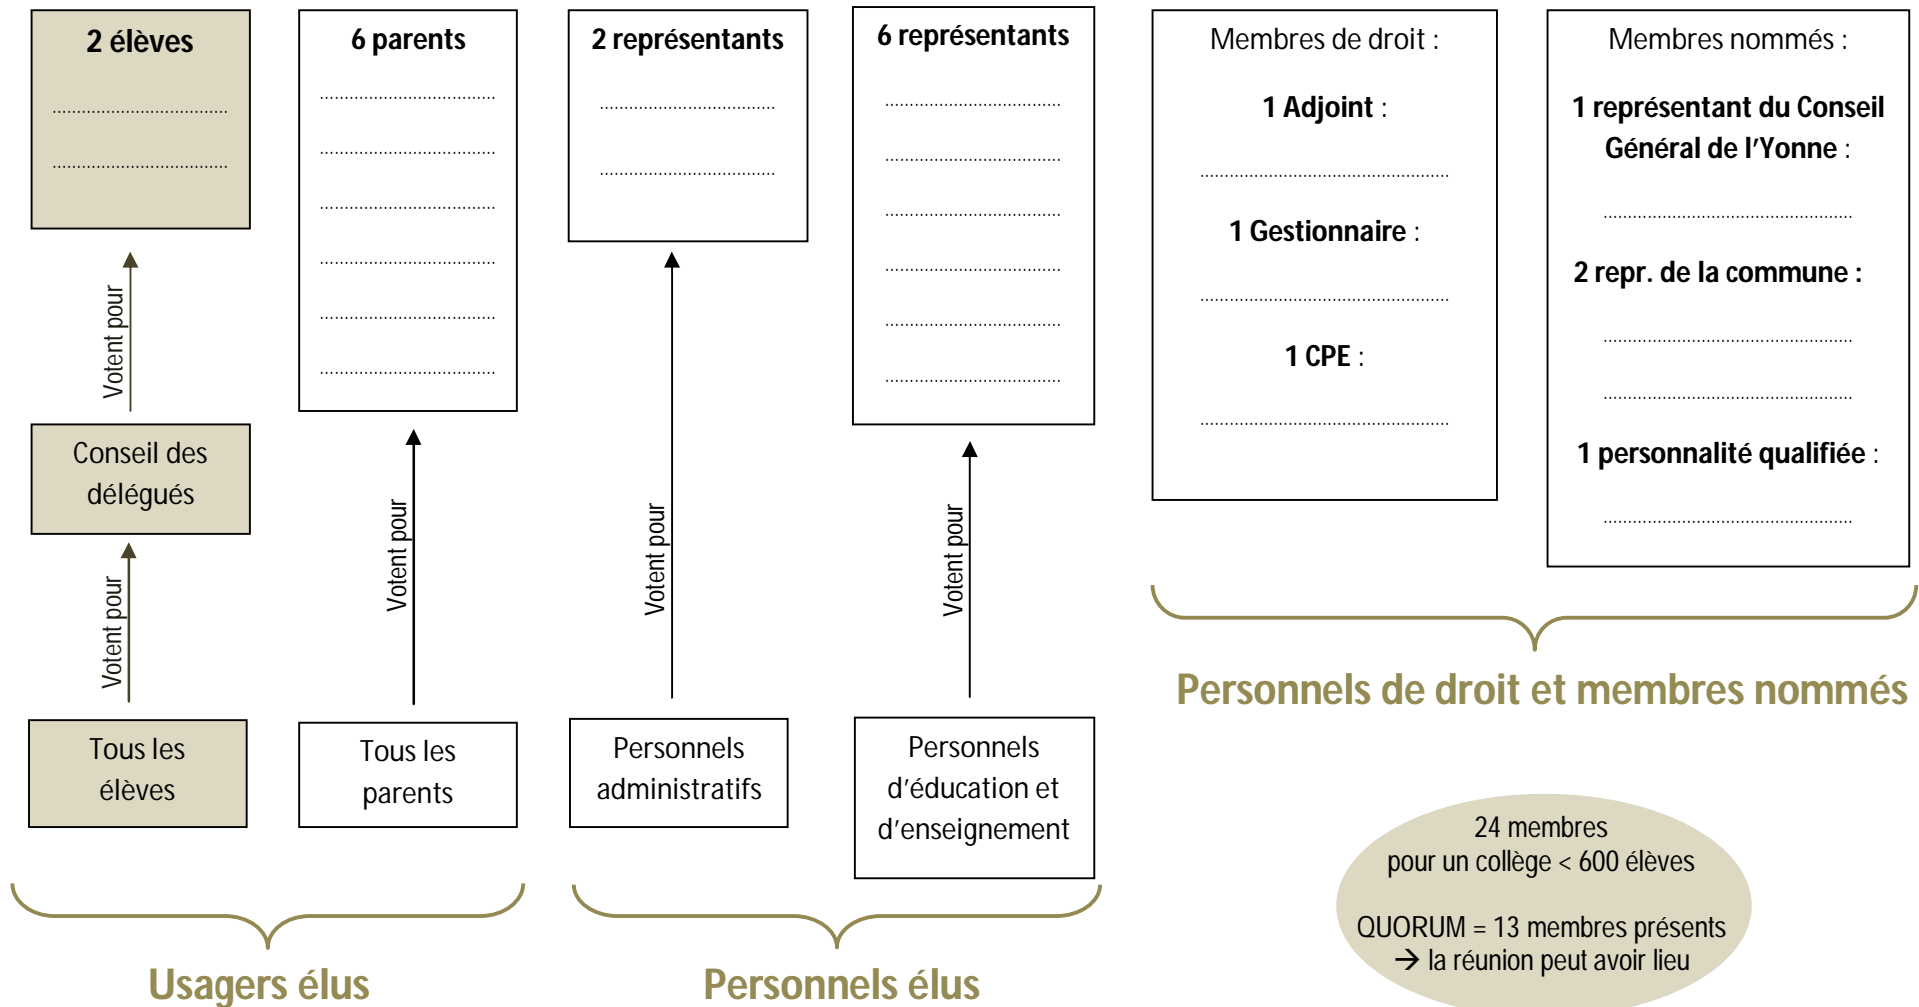 2 élèves
6 parents
2 représentants
6 représentants
Membres de droit :
1 Adjoint :
1 Gestionnaire :
1 CPE :
Membres nommés :
1 représentant du Conseil
Général de l'Yonne :
2 repr. de la commune :
1 personnalité qualifiée :
Votent pour
Conseil des
délégués
Votent pour
Votent pour
Votent pour
Votent pour
Tous les
élèves
Tous les
parents
Personnels
administratifs
Personnels
d'éducation et
d'enseignement
Usagers élus
Personnels élus
Personnels de droit et membres nommés
24 membres
pour un collège < 600 élèves
QUORUM = 13 membres présents
→ la réunion peut avoir lieu